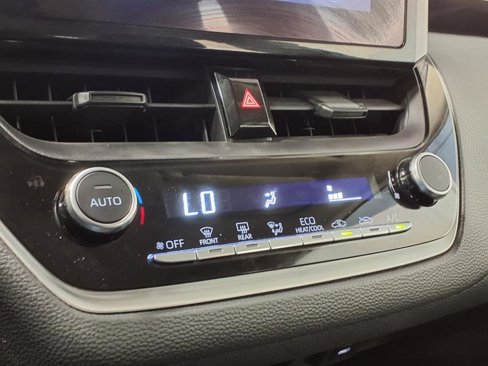 AUTO
LO
OFF
FRONT
REAR
ECO
HEAT/COOL
A/C